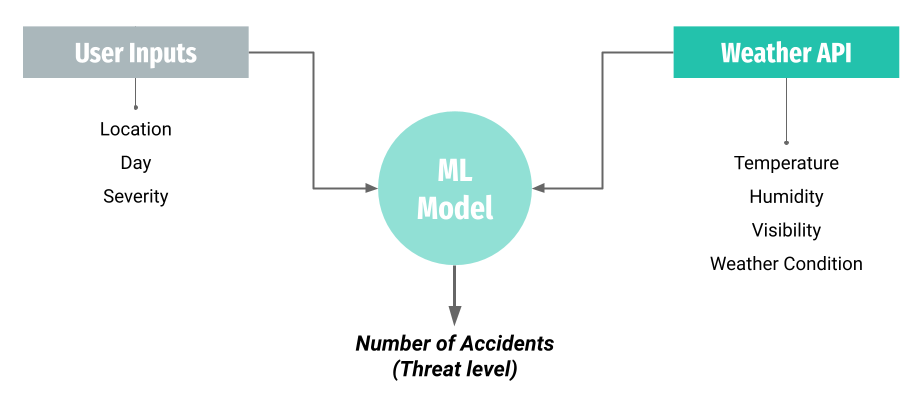 User Inputs
Location
Day
Severity
Weather API
Temperature
Humidity
Visibility
Weather Condition
ML
Model
Number of Accidents
(Threat level)